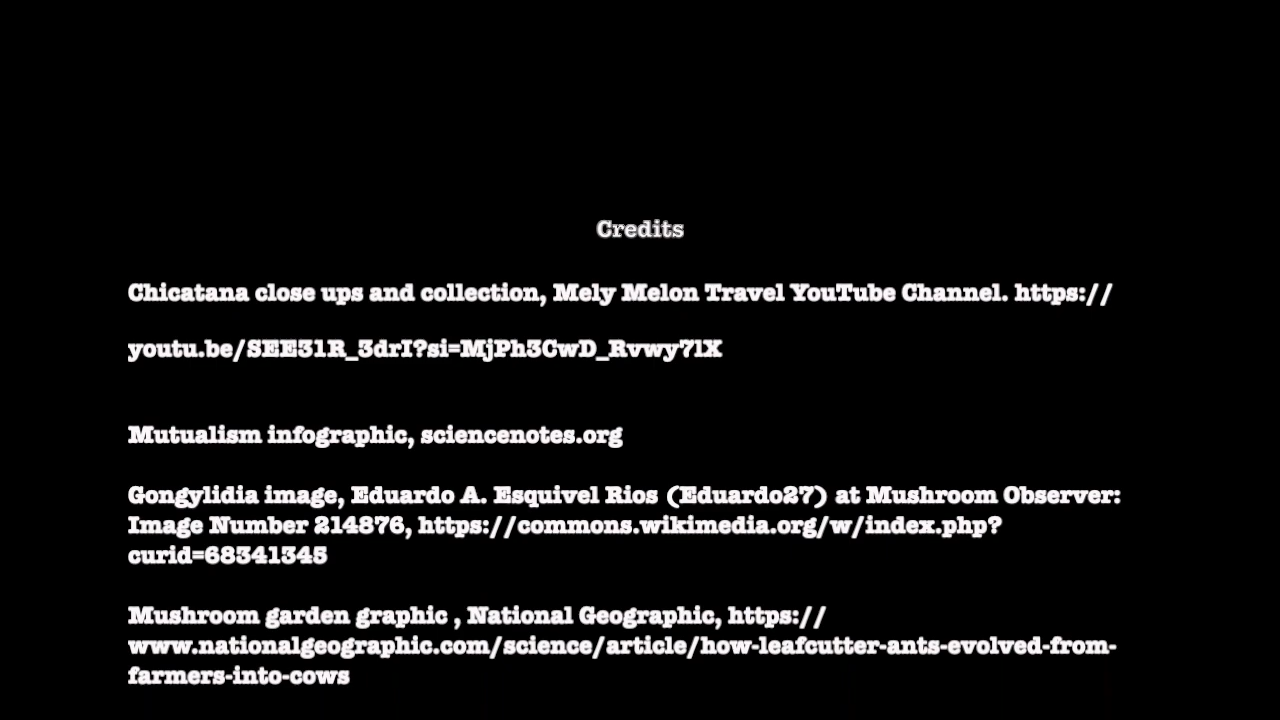 Credits
Chicatana close ups and collection, Mely Melon Travel YouTube Channel. https://
youtu.be/SEE31R_3drI?si=MjPh3CwD_Rvwy7lX
Mutualism infographic, sciencenotes.org
Gongylidia image, Eduardo A. Esquivel Rios (Eduardo27) at Mushroom Observer:
Image Number 214876, https://commons.wikimedia.org/w/index.php?
curid=68341345
Mushroom garden graphic , National Geographic, https://
www.nationalgeographic.com/science/article/how-leafcutter-ants-evolved-from-
farmers-into-cows